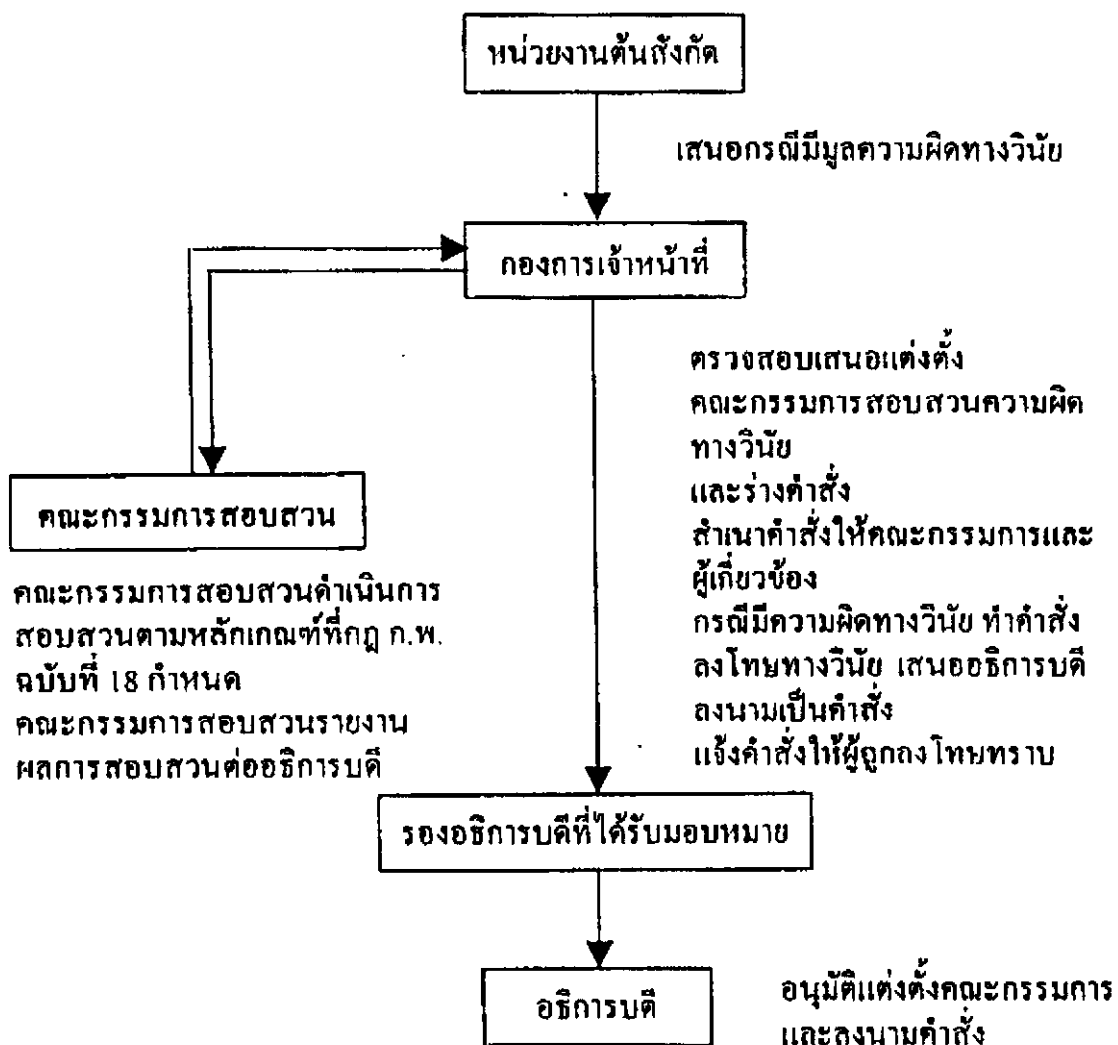 หน่วยงานต้นสังกัด
เสนอกรณีมีมูลความผิดทางวินัย
กองการเจ้าหน้าที่
ตรวจสอบเสนอแต่งตั้ง
คณะกรรมการสอบสวนความผิด
ทางวินัย
และร่างคำสั่ง
สำเนาคำสั่งให้คณะกรรมการและ
ผู้เกี่ยวข้อง
กรณีมีความผิดทางวินัย ทำคำสั่ง
ลงโทษทางวินัย เสนออธิการบดี
ลงนามเป็นคำสั่ง
แจ้งคำสั่งให้ผู้ถูกลงโทษทราบ
คณะกรรมการสอบสวน
คณะกรรมการสอบสวนดำเนินการ
สอบสวนตามหลักเกณฑ์ที่กฎ ก.พ.
ฉบับที่ 18 กำหนด
คณะกรรมการสอบสวนรายงาน
ผลการสอบสวนต่ออธิการบดี
รองอธิการบดีที่ได้รับมอบหมาย
อธิการบดี
อนุมัติแต่งตั้งคณะกรรมการ
และลงนามคำสั่ง